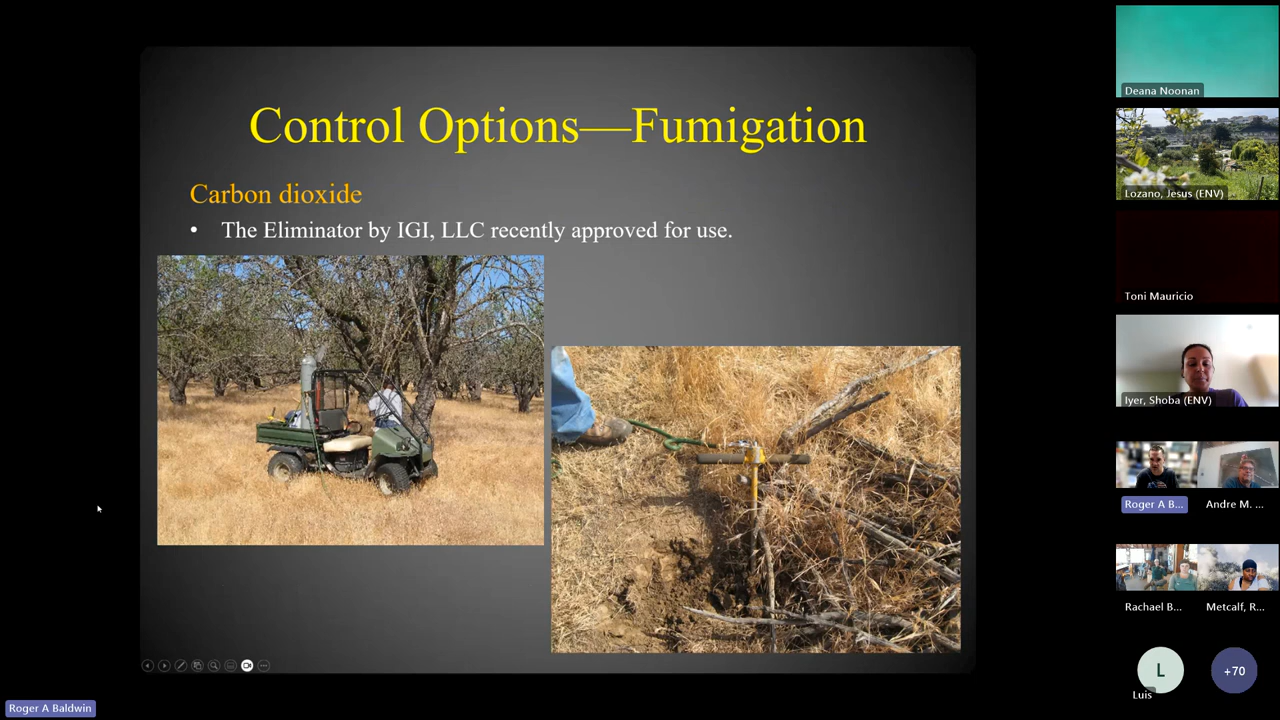 Control Options—Fumigation
Carbon dioxide
• The Eliminator by IGI, LLC recently approved for use.
Deana Noonan
Lozano, Jesus (ENV)
Toni Mauricio
Iyer, Shoba (ENV)
Roger A B...
Andre M. ...
Rachael B...
Metcalf, R...
L
Luis
+70
Roger A Baldwin